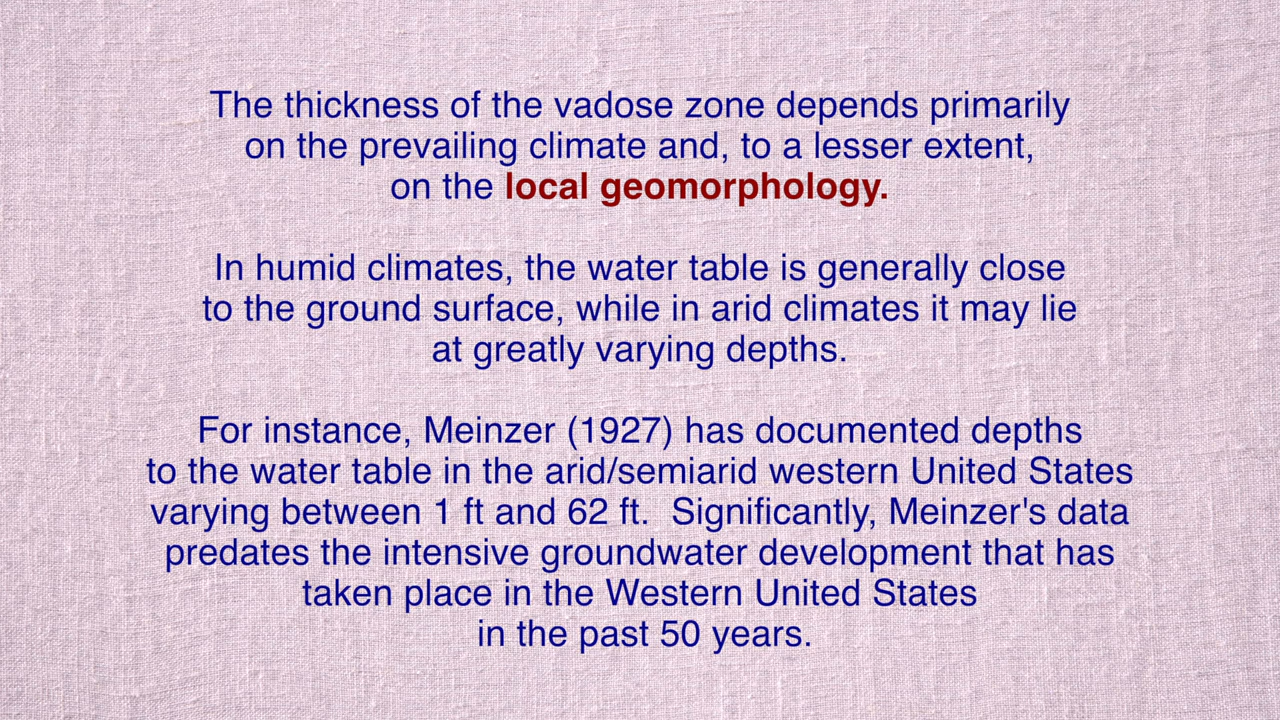 The thickness of the vadose zone depends primarily
on the prevailing climate and, to a lesser extent,
on the local geomorphology.
In humid climates, the water table is generally close
to the ground surface, while in arid climates it may lie
at greatly varying depths.
For instance, Meinzer (1927) has documented depths
to the water table in the arid/semiarid western United States
varying between 1 ft and 62 ft.  Significantly, Meinzer's data
predates the intensive groundwater development that has
taken place in the Western United States
in the past 50 years.